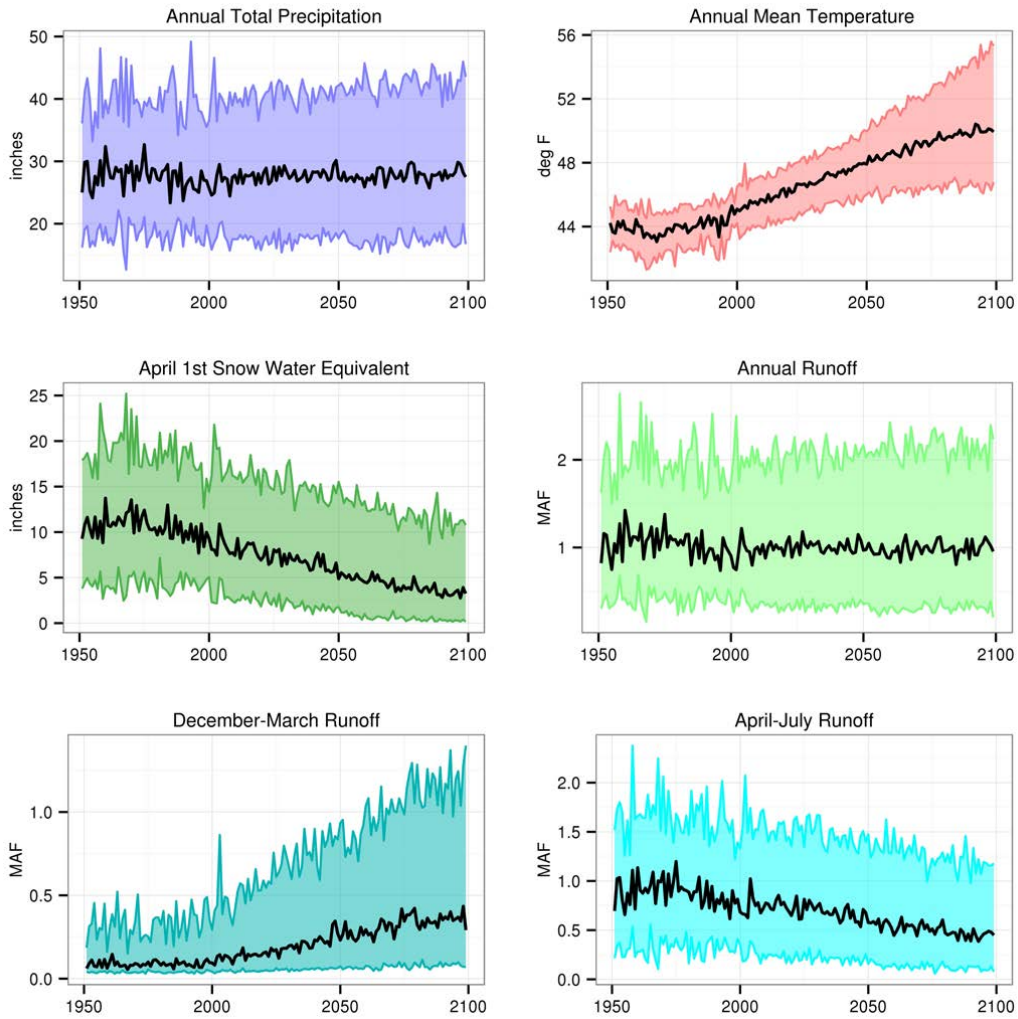 Annual Total Precipitation
50
40
30
20
inches
1950 2000 2050 2100
Annual Mean Temperature
56
52
48
44
deg F
1950 2000 2050 2100
April 1st Snow Water Equivalent
25
20
15
10
5
0
inches
1950 2000 2050 2100
Annual Runoff
2
1
MAF
1950 2000 2050 2100
December-March Runoff
1.0
0.5
0.0
MAF
1950 2000 2050 2100
April-July Runoff
2.0
1.5
1.0
0.5
0.0
MAF
1950 2000 2050 2100